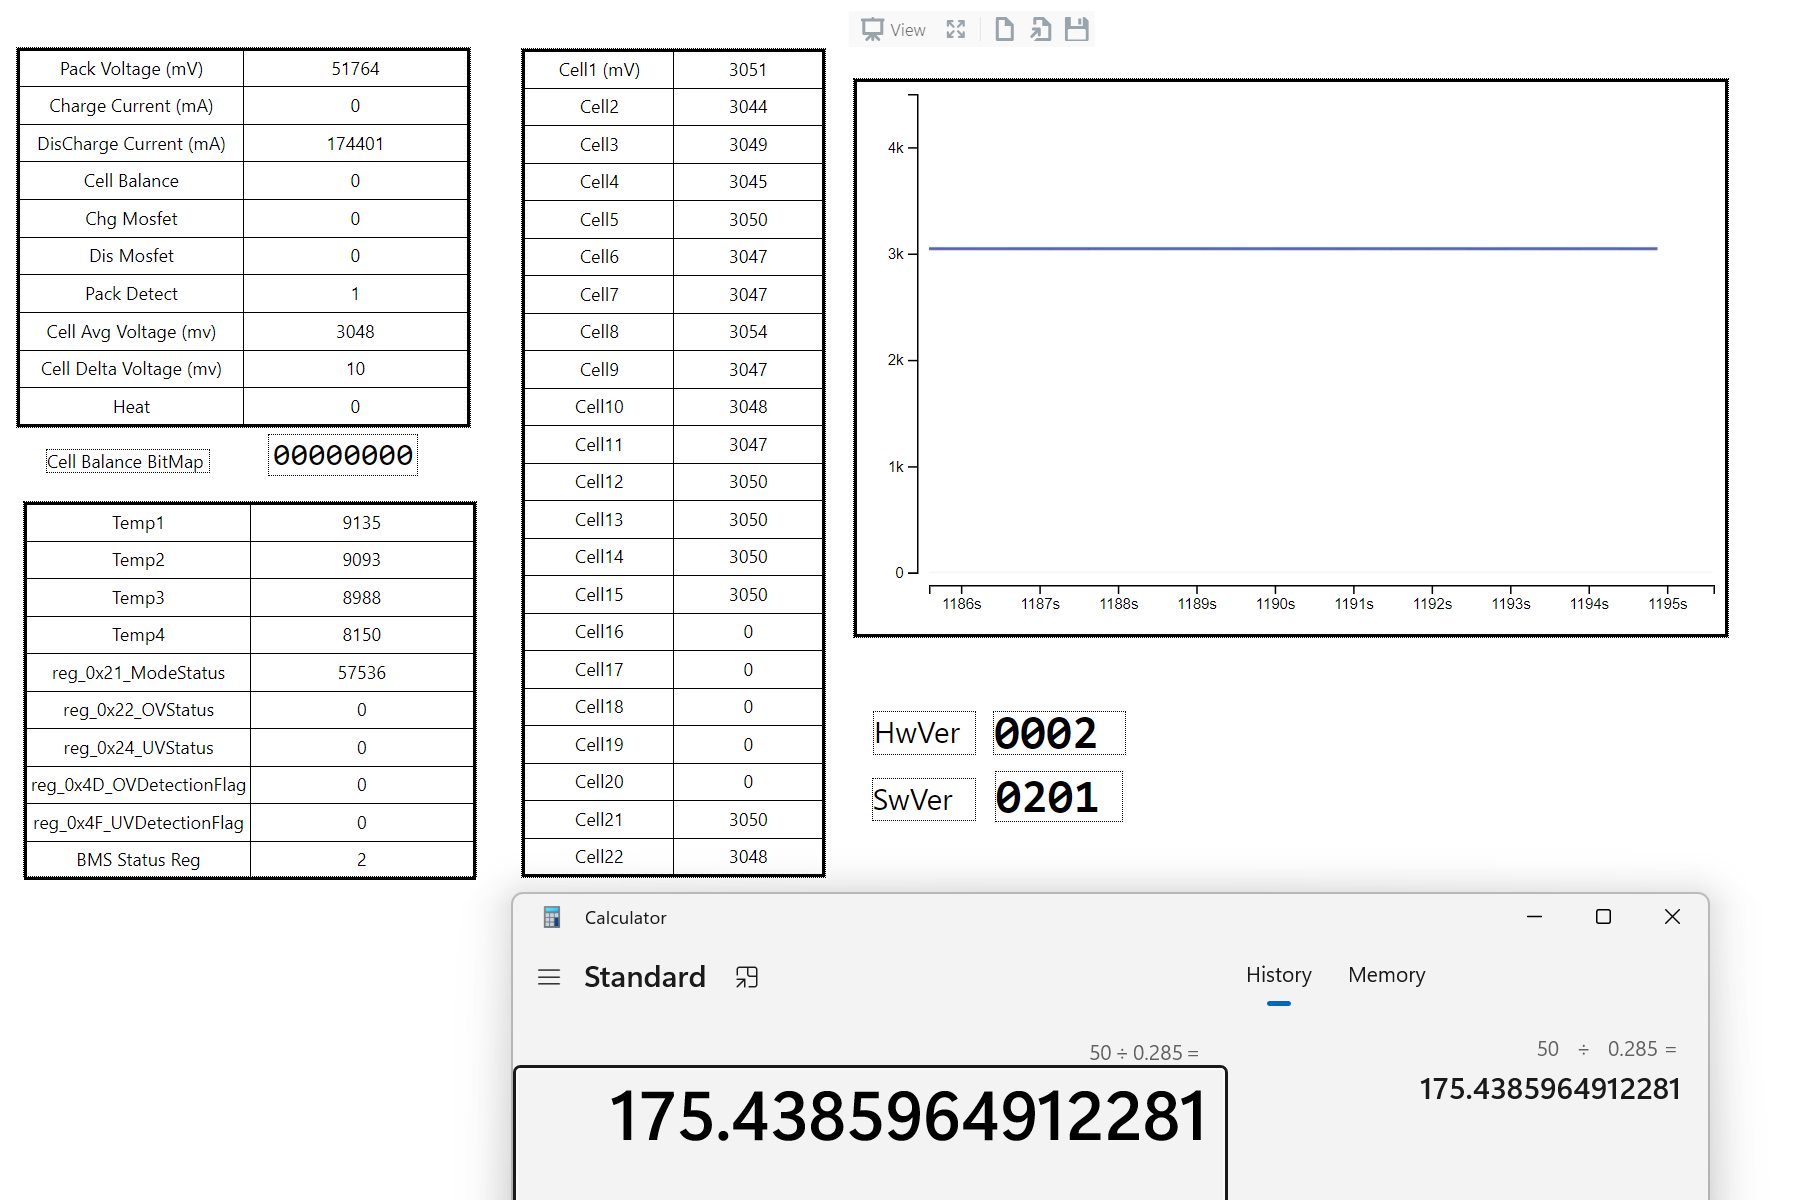 View
Pack Voltage (mV) 51764
Charge Current (mA) 0
DisCharge Current (mA) 174401
Cell Balance 0
Chg Mosfet 0
Dis Mosfet 0
Pack Detect 1
Cell Avg Voltage (mv) 3048
Cell Delta Voltage (mv) 10
Heat 0
Cell Balance BitMap 00000000
Temp1 9135
Temp2 9093
Temp3 8988
Temp4 8150
reg_0x21_ModeStatus 57536
reg_0x22_OVStatus 0
reg_0x24_UVStatus 0
reg_0x4D_OVDetectionFlag 0
reg_0x4F_UVDetectionFlag 0
BMS Status Reg 2
Cell1 (mV) 3051
Cell2 3044
Cell3 3049
Cell4 3045
Cell5 3050
Cell6 3047
Cell7 3047
Cell8 3054
Cell9 3047
Cell10 3048
Cell11 3047
Cell12 3050
Cell13 3050
Cell14 3050
Cell15 3050
Cell16 0
Cell17 0
Cell18 0
Cell19 0
Cell20 0
Cell21 3050
Cell22 3048
4k
3k
2k
1k
0
1186s 1187s 1188s 1189s 1190s 1191s 1192s 1193s 1194s 1195s
HwVer 0002
SwVer 0201
Calculator
Standard
History Memory
50 ÷ 0.285 =
175.4385964912281
50 ÷ 0.285 =
175.4385964912281